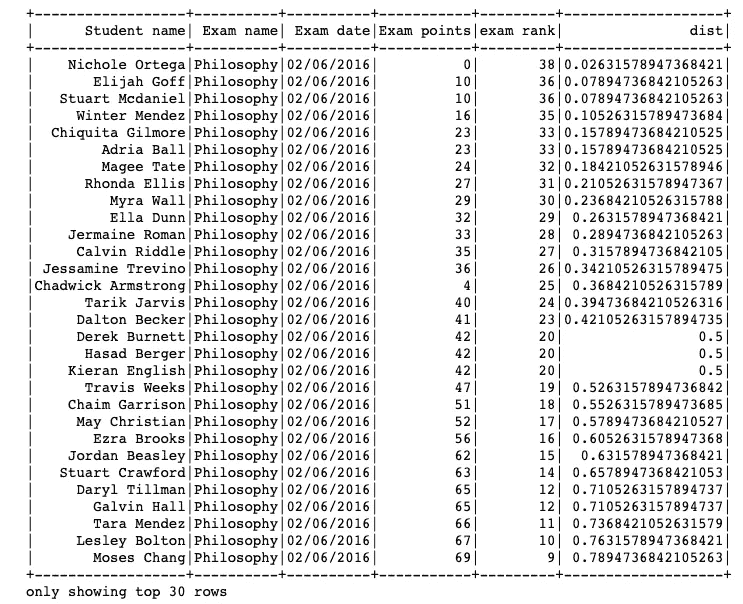 +------------------+----------+----------+-----------+---------+-------------------+
|      Student name| Exam name| Exam date|Exam points|exam rank|               dist|
+------------------+----------+----------+-----------+---------+-------------------+
|    Nichole Ortega|Philosophy|02/06/2016|          0|       38|0.02631578947368421|
|       Elijah Goff|Philosophy|02/06/2016|         10|       36|0.07894736842105263|
|   Stuart Mcdaniel|Philosophy|02/06/2016|         10|       36|0.07894736842105263|
|     Winter Mendez|Philosophy|02/06/2016|         16|       35|0.10526315789473684|
|  Chiquita Gilmore|Philosophy|02/06/2016|         23|       33|0.15789473684210525|
|       Adria Ball|Philosophy|02/06/2016|         23|       33|0.15789473684210525|
|        Magee Tate|Philosophy|02/06/2016|         24|       32|0.18421052631578946|
|      Rhonda Ellis|Philosophy|02/06/2016|         27|       31|0.21052631578947367|
|         Myra Wall|Philosophy|02/06/2016|         29|       30|0.23684210526315788|
|         Ella Dunn|Philosophy|02/06/2016|         32|       29| 0.2631578947368421|
|    Jermaine Roman|Philosophy|02/06/2016|         33|       28| 0.2894736842105263|
|     Calvin Riddle|Philosophy|02/06/2016|         35|       27| 0.3157894736842105|
| Jessamine Trevino|Philosophy|02/06/2016|         36|       26|0.34210526315789475|
|Chadwick Armstrong|Philosophy|02/06/2016|          4|       25| 0.3684210526315789|
|      Tarik Jarvis|Philosophy|02/06/2016|         40|       24|0.39473684210526316|
|     Dalton Becker|Philosophy|02/06/2016|         41|       23|0.42105263157894735|
|     Derek Burnett|Philosophy|02/06/2016|         42|       20|                0.5|
|      Hasad Berger|Philosophy|02/06/2016|         42|       20|                0.5|
|    Kieran English|Philosophy|02/06/2016|         42|       20|                0.5|
|      Travis Weeks|Philosophy|02/06/2016|         47|       19| 0.5263157894736842|
|    Chaim Garrison|Philosophy|02/06/2016|         51|       18| 0.5526315789473685|
|     May Christian|Philosophy|02/06/2016|         52|       17| 0.5789473684210527|
|       Ezra Brooks|Philosophy|02/06/2016|         56|       16| 0.6052631578947368|
|    Jordan Beasley|Philosophy|02/06/2016|         62|       15|  0.631578947368421|
|   Stuart Crawford|Philosophy|02/06/2016|         63|       14| 0.6578947368421053|
|     Daryl Tillman|Philosophy|02/06/2016|         65|       12| 0.7105263157894737|
|       Galvin Hall|Philosophy|02/06/2016|         65|       12| 0.7105263157894737|
|       Tara Mendez|Philosophy|02/06/2016|         66|       11| 0.7368421052631579|
|     Lesley Bolton|Philosophy|02/06/2016|         67|       10| 0.7631578947368421|
|       Moses Chang|Philosophy|02/06/2016|         69|        9| 0.7894736842105263|
+------------------+----------+----------+-----------+---------+-------------------+
only showing top 30 rows